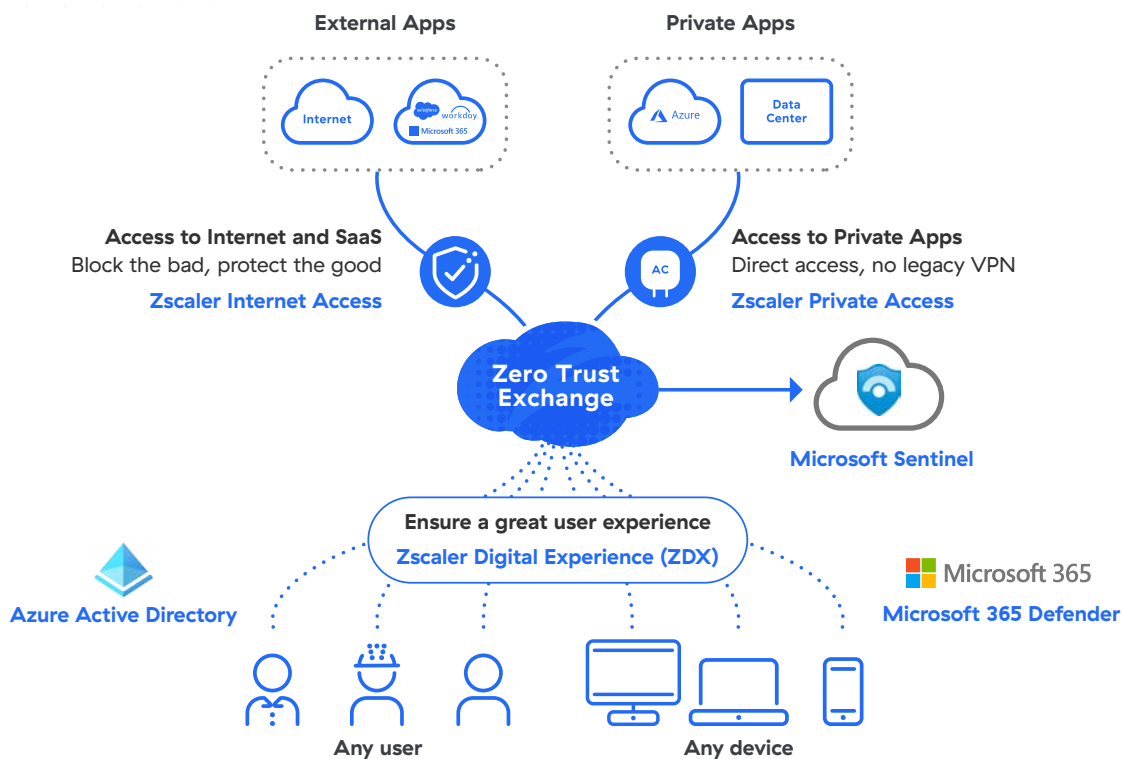 External Apps
Private Apps
Internet
salesforce
workday
Microsoft 365
Azure
Data
Center
Access to Internet and SaaS
Block the bad, protect the good
Zscaler Internet Access
AC
Access to Private Apps
Direct access, no legacy VPN
Zscaler Private Access
Zero Trust
Exchange
Microsoft Sentinel
Ensure a great user experience
Zscaler Digital Experience (ZDX)
Azure Active Directory
Microsoft 365
Microsoft 365 Defender
Any user
Any device